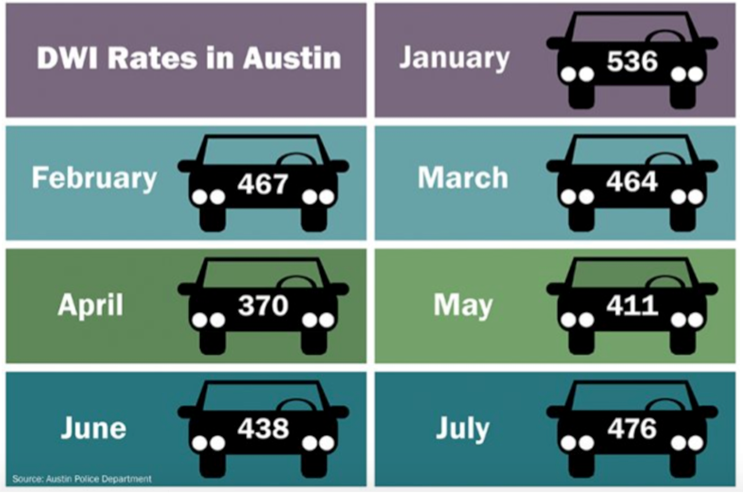 DWI Rates in Austin
January
536
February
467
March
464
April
370
May
411
June
438
July
476
Source: Austin Police Department